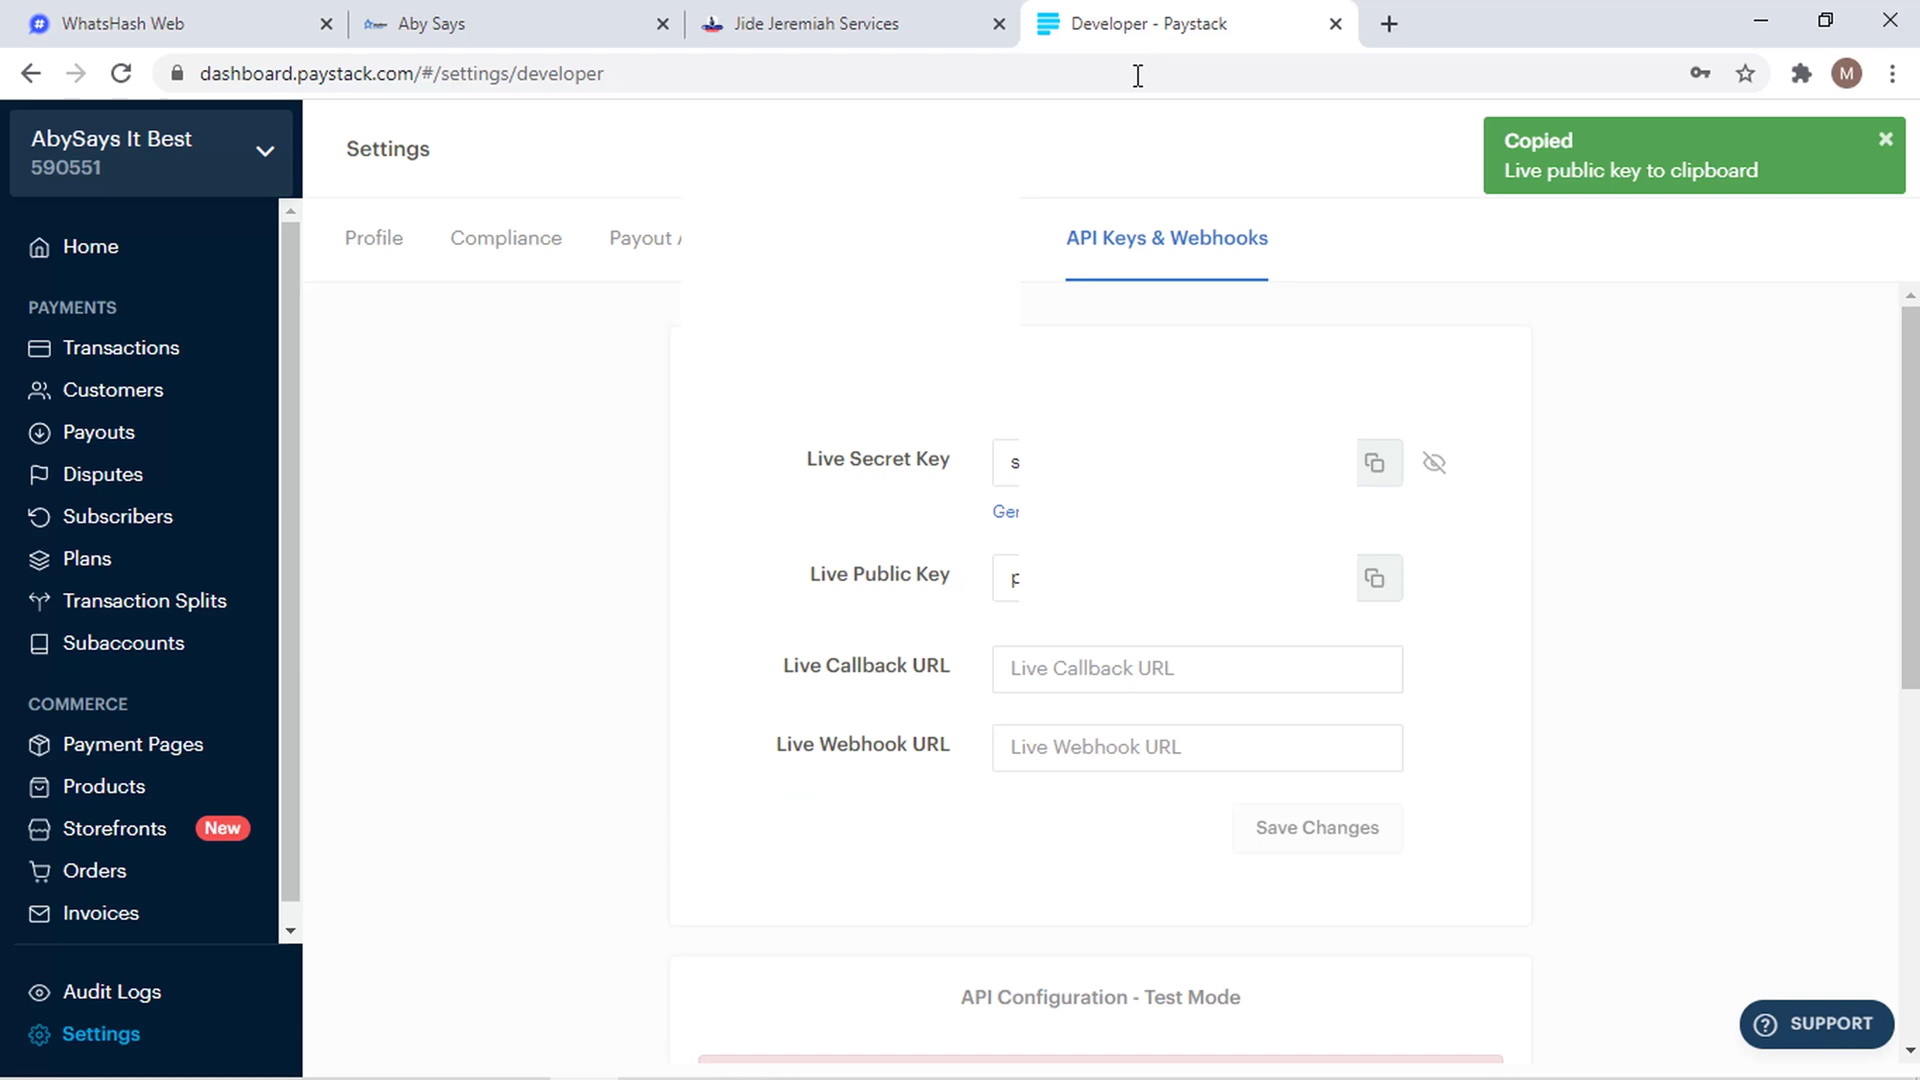 WhatsHash Web
Aby Says
Jide Jeremiah Services
Developer - Paystack
dashboard.paystack.com/#/settings/developer
M
AbySays It Best
590551
Settings
Copied
Live public key to clipboard
Profile
Compliance
Payout
API Keys & Webhooks
Home
PAYMENTS
Transactions
Customers
Payouts
Disputes
Subscribers
Plans
Transaction Splits
Subaccounts
COMMERCE
Payment Pages
Products
Storefronts New
Orders
Invoices
Audit Logs
Settings
Live Secret Key s
Ger
Live Public Key p
Live Callback URL Live Callback URL
Live Webhook URL Live Webhook URL
Save Changes
API Configuration - Test Mode
SUPPORT